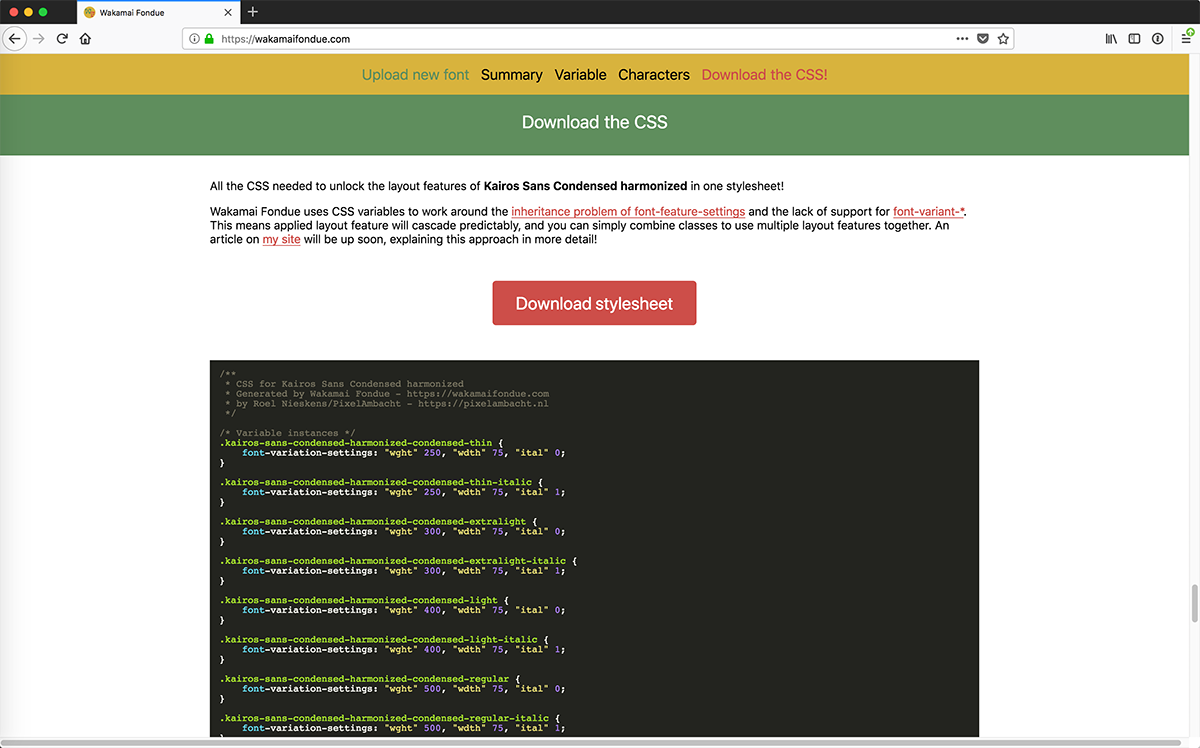 Wakamai Fondue
https://wakamaifondue.com
Upload new font Summary Variable Characters Download the CSS!
Download the CSS
All the CSS needed to unlock the layout features of Kairos Sans Condensed harmonized in one stylesheet!
Wakamai Fondue uses CSS variables to work around the inheritance problem of font-feature-settings and the lack of support for font-variant-*.
This means applied layout feature will cascade predictably, and you can simply combine classes to use multiple layout features together. An
article on my site will be up soon, explaining this approach in more detail!
Download stylesheet
/**
 * CSS for Kairos Sans Condensed harmonized
 * Generated by Wakamai Fondue - https://wakamaifondue.com
 * by Roel Nieskens/PixelAmbacht - https://pixelambacht.nl
 */
/* Variable instances */
.kairos-sans-condensed-harmonized-condensed-thin {
    font-variation-settings: "wght" 250, "wdth" 75, "ital" 0;
}
.kairos-sans-condensed-harmonized-condensed-thin-italic {
    font-variation-settings: "wght" 250, "wdth" 75, "ital" 1;
}
.kairos-sans-condensed-harmonized-condensed-extralight {
    font-variation-settings: "wght" 300, "wdth" 75, "ital" 0;
}
.kairos-sans-condensed-harmonized-condensed-extralight-italic {
    font-variation-settings: "wght" 300, "wdth" 75, "ital" 1;
}
.kairos-sans-condensed-harmonized-condensed-light {
    font-variation-settings: "wght" 400, "wdth" 75, "ital" 0;
}
.kairos-sans-condensed-harmonized-condensed-light-italic {
    font-variation-settings: "wght" 400, "wdth" 75, "ital" 1;
}
.kairos-sans-condensed-harmonized-condensed-regular {
    font-variation-settings: "wght" 500, "wdth" 75, "ital" 0;
}
.kairos-sans-condensed-harmonized-condensed-regular-italic {
    font-variation-settings: "wght" 500, "wdth" 75, "ital" 1;